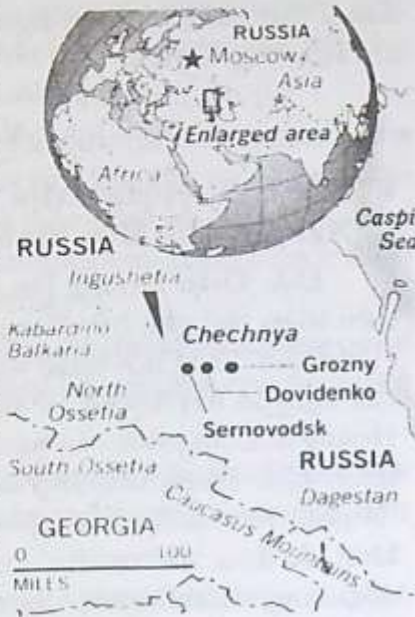 RUSSIA
Moscow
Asia
Enlarged area
Africa
Caspi
Sea
RUSSIA
Ingushetia
Kabardino
Balkaria
Chechnya
Grozny
Dovidenko
North
Ossetia
Sernovodsk
South Ossetia
RUSSIA
Dagestan
Caucasus Mountains
GEORGIA
0 100
MILES